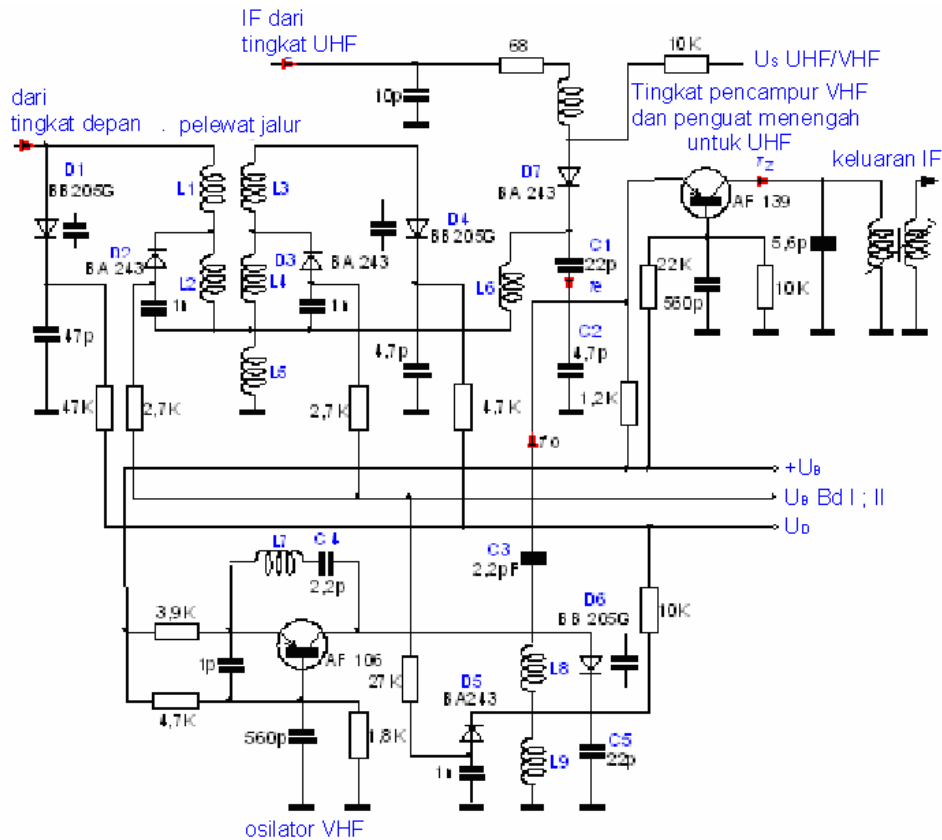 IF dari
tingkat UHF
68
10K
Us UHF/VHF
10p
dari
tingkat depan . pelewat jalur
Tingkat pencampur VHF
dan penguat menengah
untuk UHF
keluaran IF
D1
BB205G
L1
L3
D7
BA 243
rz
AF 139
D4
BB205G
D2
BA 243
D3
BA 243
C1
22p
re
5,6p
L2
L4
L6
22K
560p
10K
1n
1n
47p
C2
4,7p
4,7p
L5
47K
2,7K
2,7K
4,7K
1,2K
ro
+UB
UB Bd I ; II
UD
L7
C4
2,2p
C3
2,2pF
D6
BB 205G
10K
3,9K
AF 106
1p
27K
D5
BA243
L8
4,7K
560p
1,8K
1n
L9
C5
22p
osilator VHF